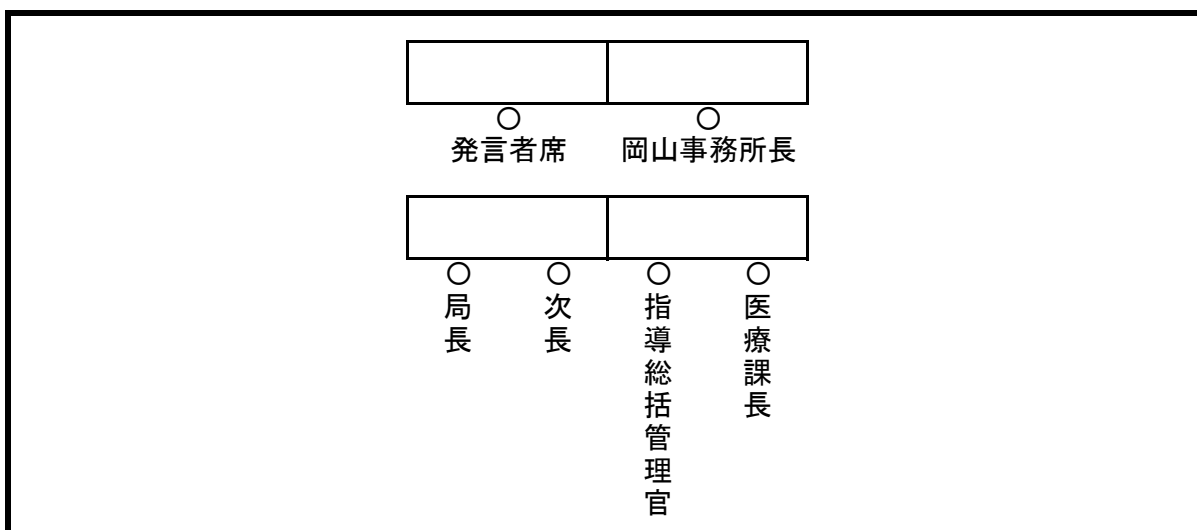 ○ ○
発言者席 岡山事務所長
○ ○ ○ ○
局長
次長
指導総括管理官
医療課長